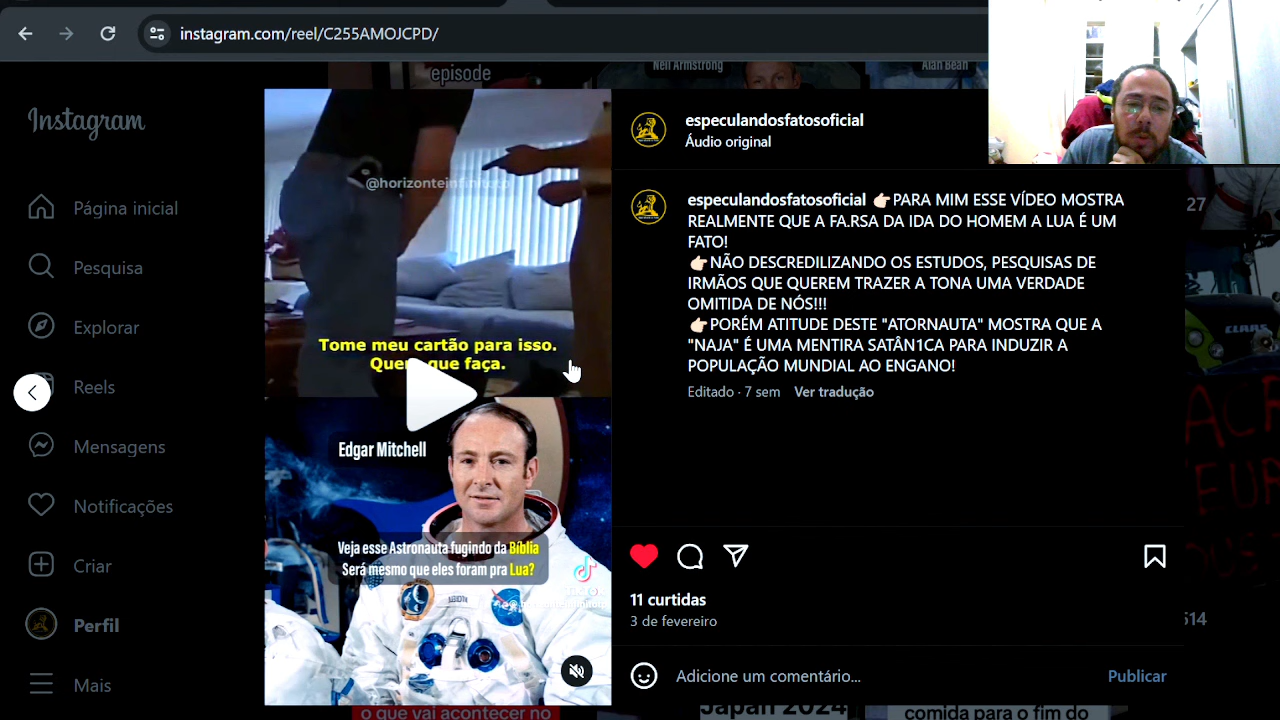 instagram.com/reel/C255AMOJCPD/
episode
Neil Armstrong
Alan Bean
Instagram
Página inicial
Pesquisa
Explorar
Reels
Mensagens
Notificações
Criar
Perfil
Mais
@horizonteinfinitoto
Tome meu cartão para isso.
que faça.
Edgar Mitchell
Veja esse Astronauta fugindo da Bíblia
Será mesmo que eles foram pra Lua?
especulandosfatosoficial
Áudio original
especulandosfatosoficial 👉🏻PARA MIM ESSE VÍDEO MOSTRA
REALMENTE QUE A FA.RSA DA IDA DO HOMEM A LUA É UM
FATO!
👉🏻NÃO DESCREDILIZANDO OS ESTUDOS, PESQUISAS DE
IRMÃOS QUE QUEREM TRAZER A TONA UMA VERDADE
OMITIDA DE NÓS!!!
👉🏻PORÉM ATITUDE DESTE "ATORNAUTA" MOSTRA QUE A
"NAJA" É UMA MENTIRA SATÂN1CA PARA INDUZIR A
POPULAÇÃO MUNDIAL AO ENGANO!
Editado · 7 sem Ver tradução
27
CLAAS
11 curtidas
3 de fevereiro
514
Adicione um comentário...
Publicar
o que vai acontecer no
Japan 2024
comida para o fim do